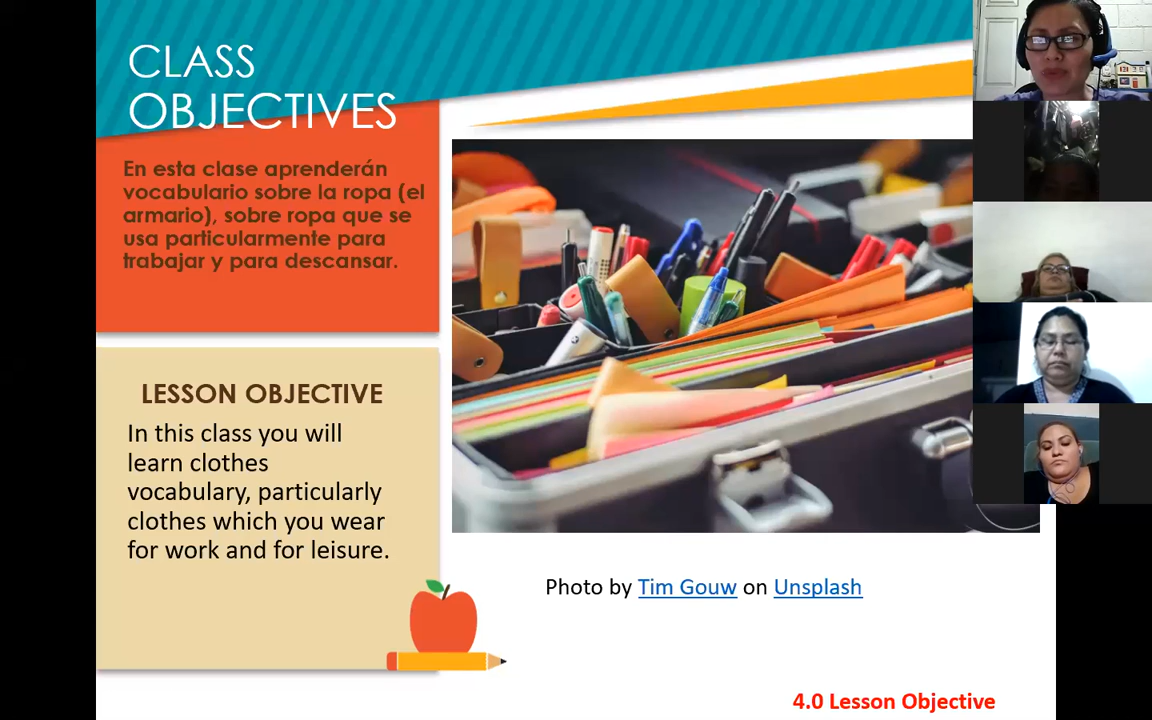 CLASS
OBJECTIVES
En esta clase aprenderán
vocabulario sobre la ropa (el
armario), sobre ropa que se
usa particularmente para
trabajar y para descansar.
LESSON OBJECTIVE
In this class you will
learn clothes
vocabulary, particularly
clothes which you wear
for work and for leisure.
Photo by Tim Gouw on Unsplash
4.0 Lesson Objective